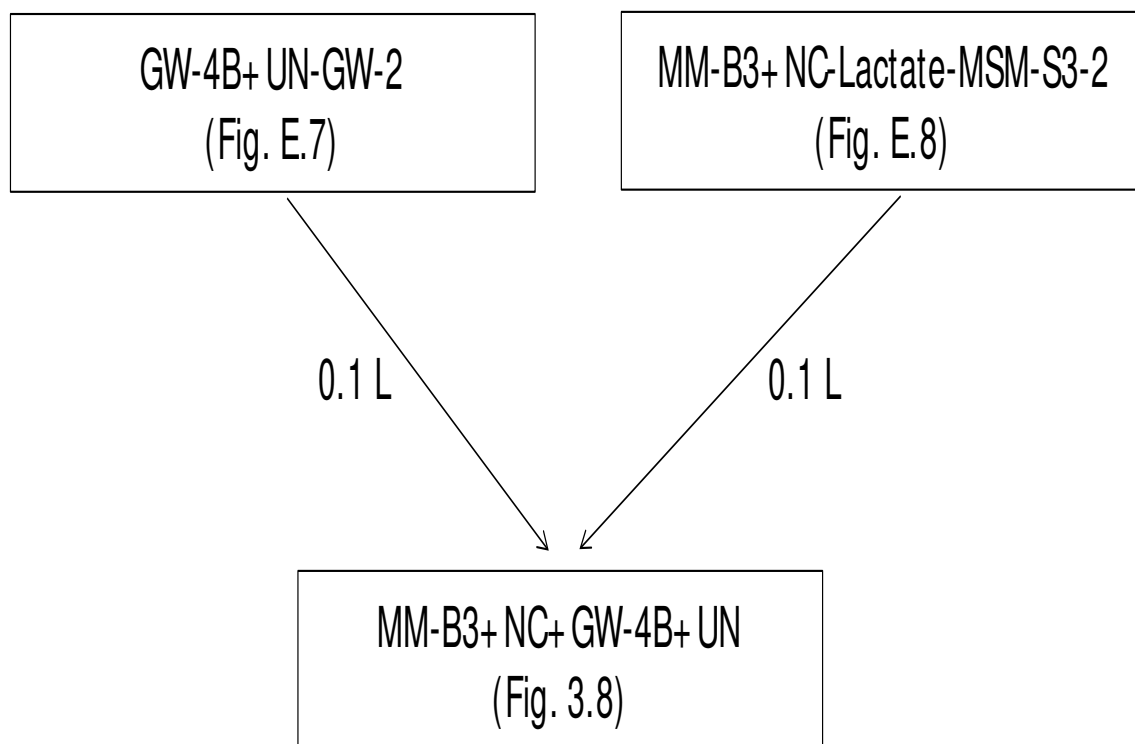 GW-4B+UN-GW-2
(Fig. E.7)
MM-B3+NC-Lactate-MSM-S3-2
(Fig. E.8)
0.1 L
0.1 L
MM-B3+NC+GW-4B+UN
(Fig. 3.8)